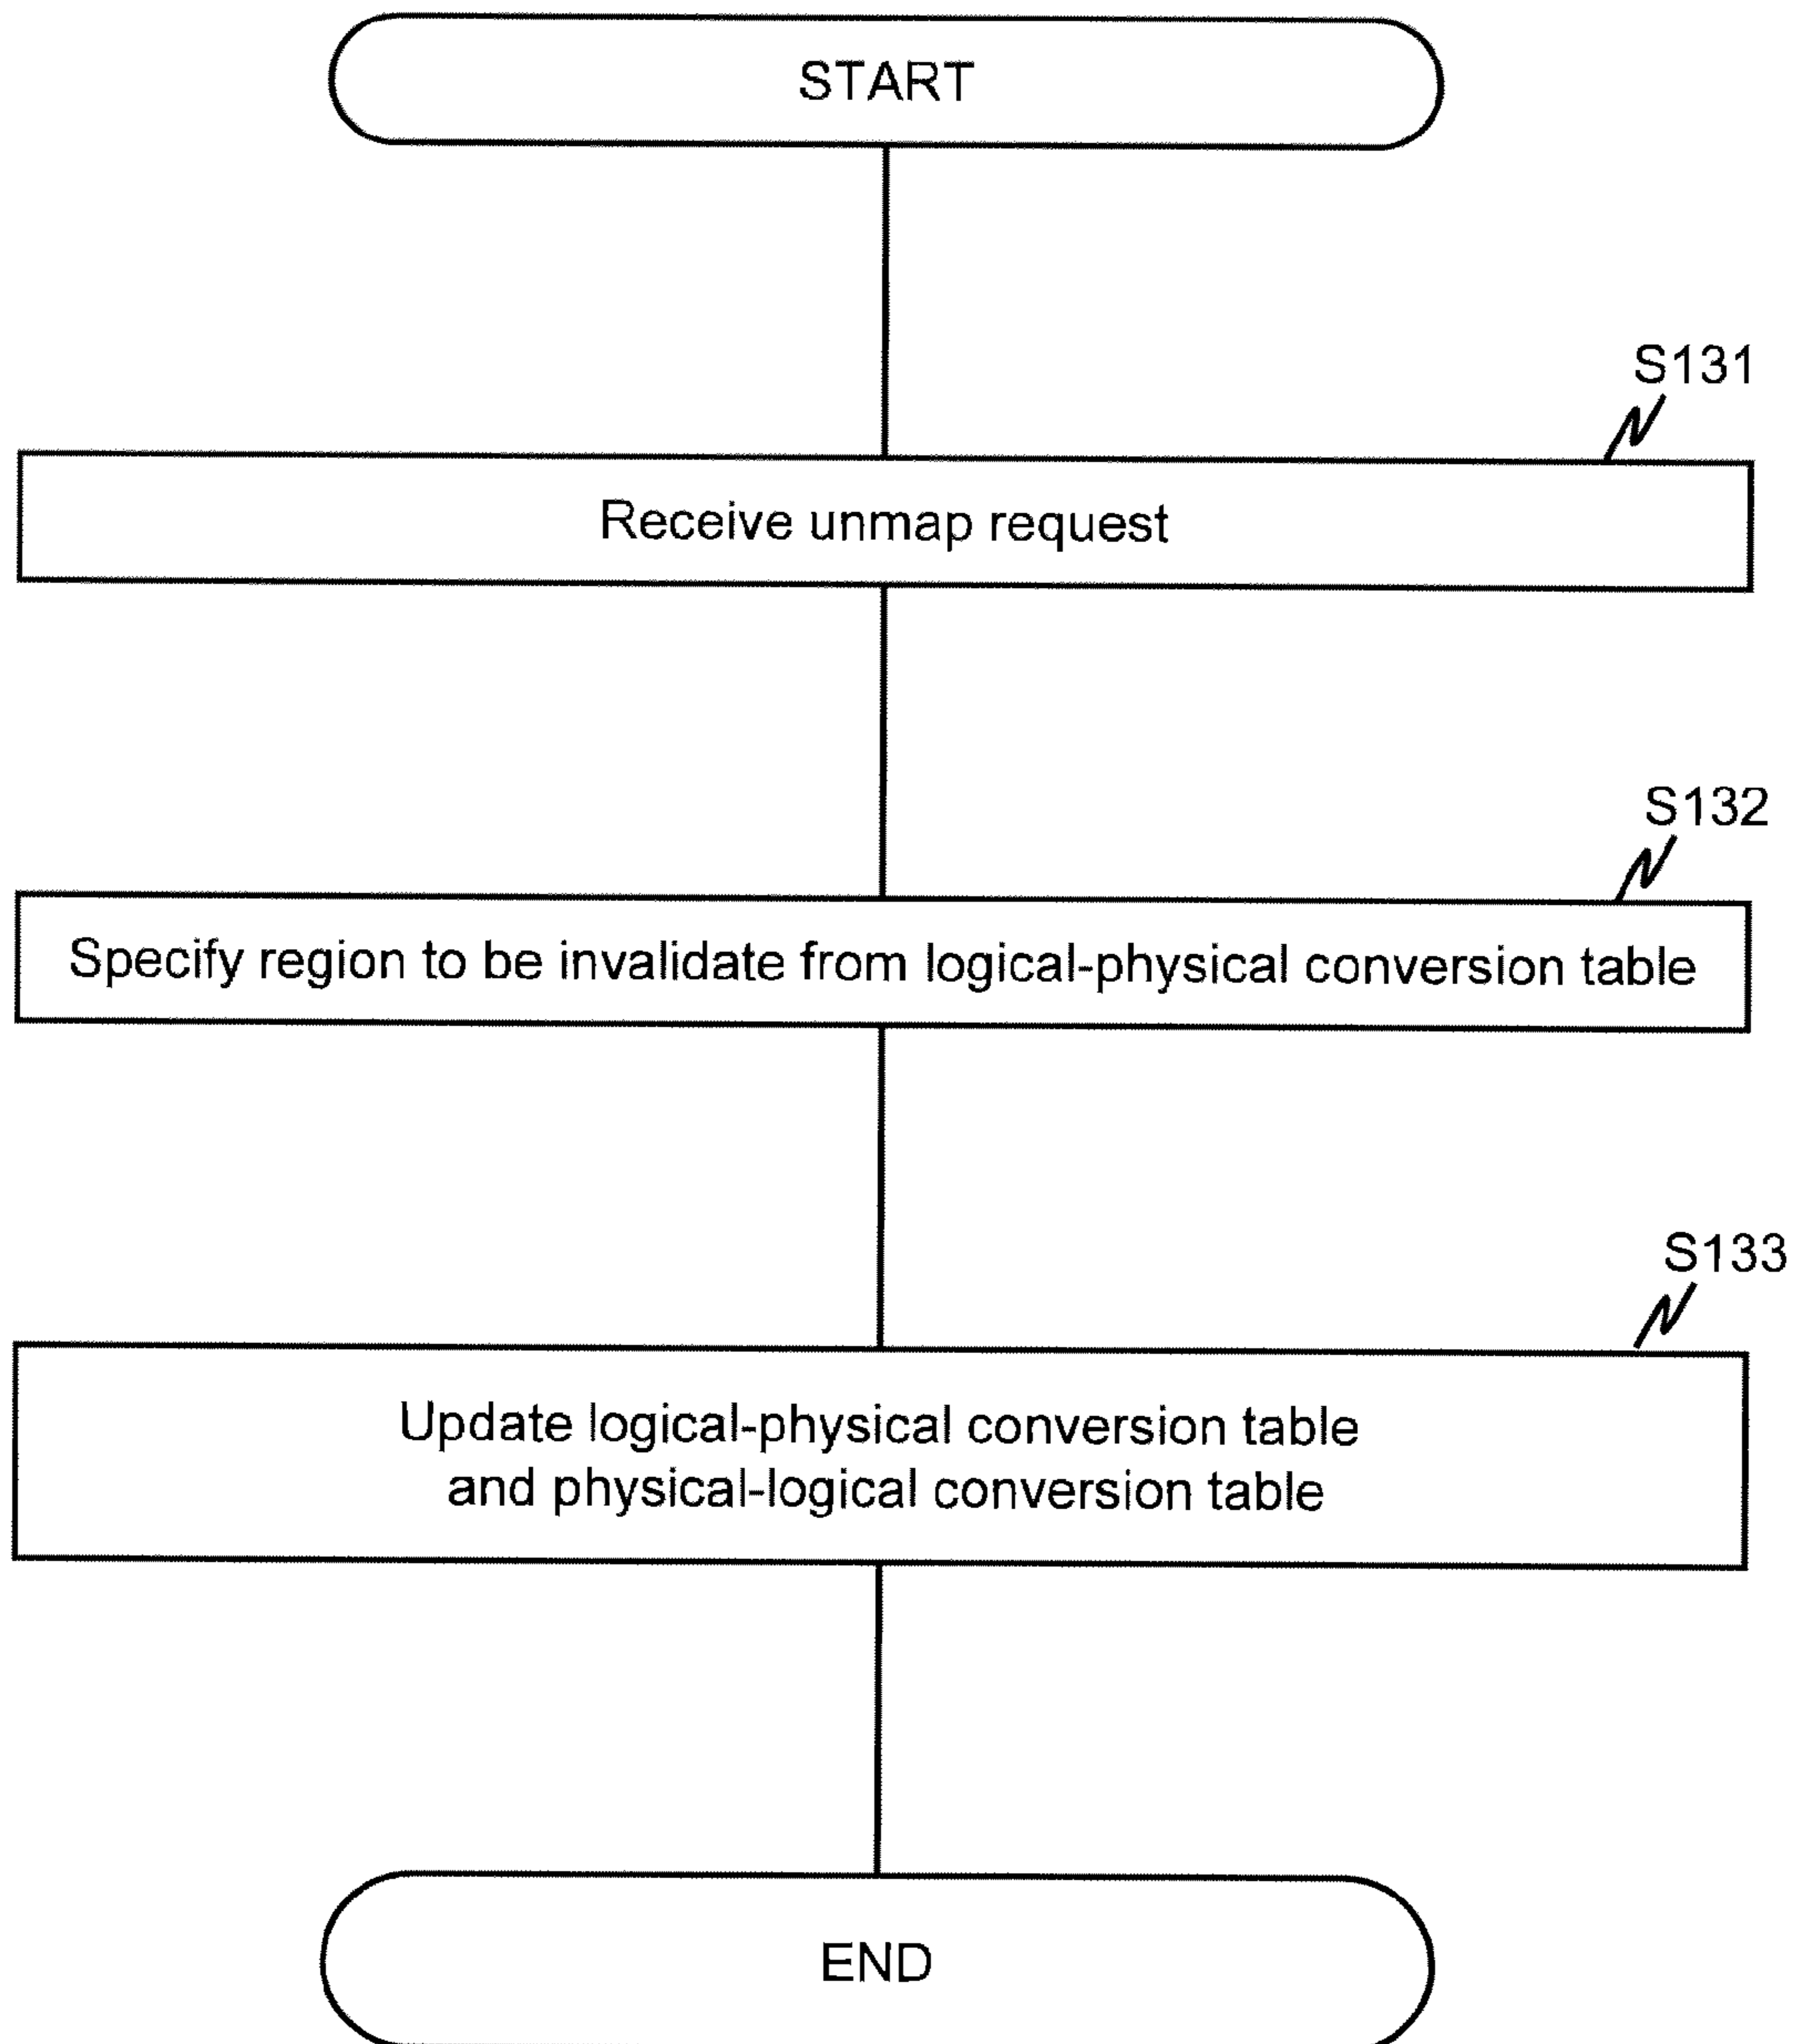 START
S131
Receive unmap request
S132
Specify region to be invalidate from logical-physical conversion table
S133
Update logical-physical conversion table
and physical-logical conversion table
END